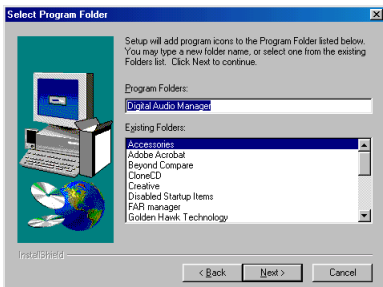 Select Program Folder
Setup will add program icons to the Program Folder listed below.
You may type a new folder name, or select one from the existing
Folders list. Click Next to continue.
Program Folders:
Digital Audio Manager
Existing Folders:
Accessories
Adobe Acrobat
Beyond Compare
CloneCD
Creative
Disabled Startup Items
FAR manager
Golden Hawk Technology
InstallShield
< Back
Next >
Cancel